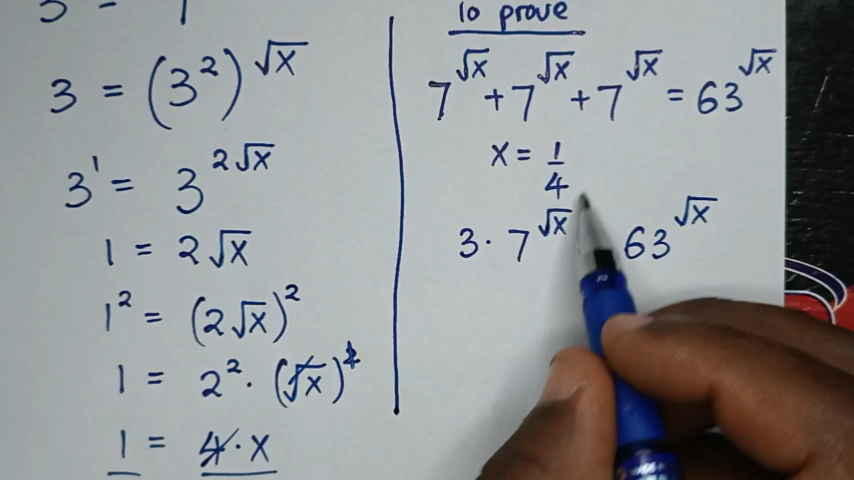 3 = (3²)^√x
3¹ = 3^2√x
1 = 2√x
1² = (2√x)²
1 = 2² · (√x)²
1 = 4 · x
To prove
7^√x + 7^√x + 7^√x = 63^√x
x = 1/4
3 · 7^√x 63^√x